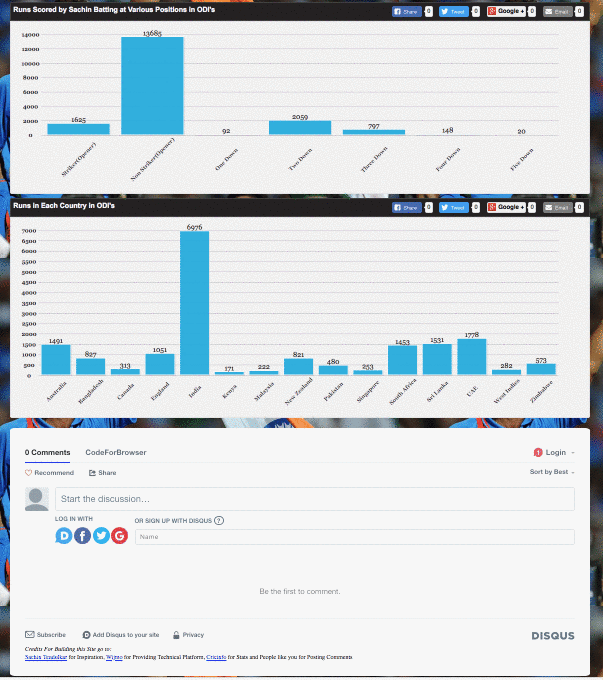 Runs Scored by Sachin Batting at Various Positions in ODI's
Share 0 Tweet 0 Google + 0 Email 0
14000
12000
10000
8000
6000
4000
2000
0
1625 13685 92 2059 797 148 20
Striker(Opener) Non Striker(Opener) One Down Two Down Three Down Four Down Five Down
Runs in Each Country in ODI's
Share 0 Tweet 0 Google + 0 Email 0
7000
6500
6000
5500
5000
4500
4000
3500
3000
2500
2000
1500
1000
500
0
1491 827 313 1051 6976 171 222 821 480 253 1453 1531 1778 282 573
Australia Bangladesh Canada England India Kenya Malaysia New Zealand Pakistan Singapore South Africa Sri Lanka UAE West Indies Zimbabwe
0 Comments CodeForBrowser 1 Login
Recommend Share Sort by Best
Start the discussion...
LOG IN WITH OR SIGN UP WITH DISQUS ?
D f G
Name
Be the first to comment.
Subscribe D Add Disqus to your site Privacy DISQUS
Credits For Building this Site go to:
Sachin Tendulkar for Inspiration, Wijmo for Providing Technical Platform, Cricinfo for Stats and People like you for Posting Comments